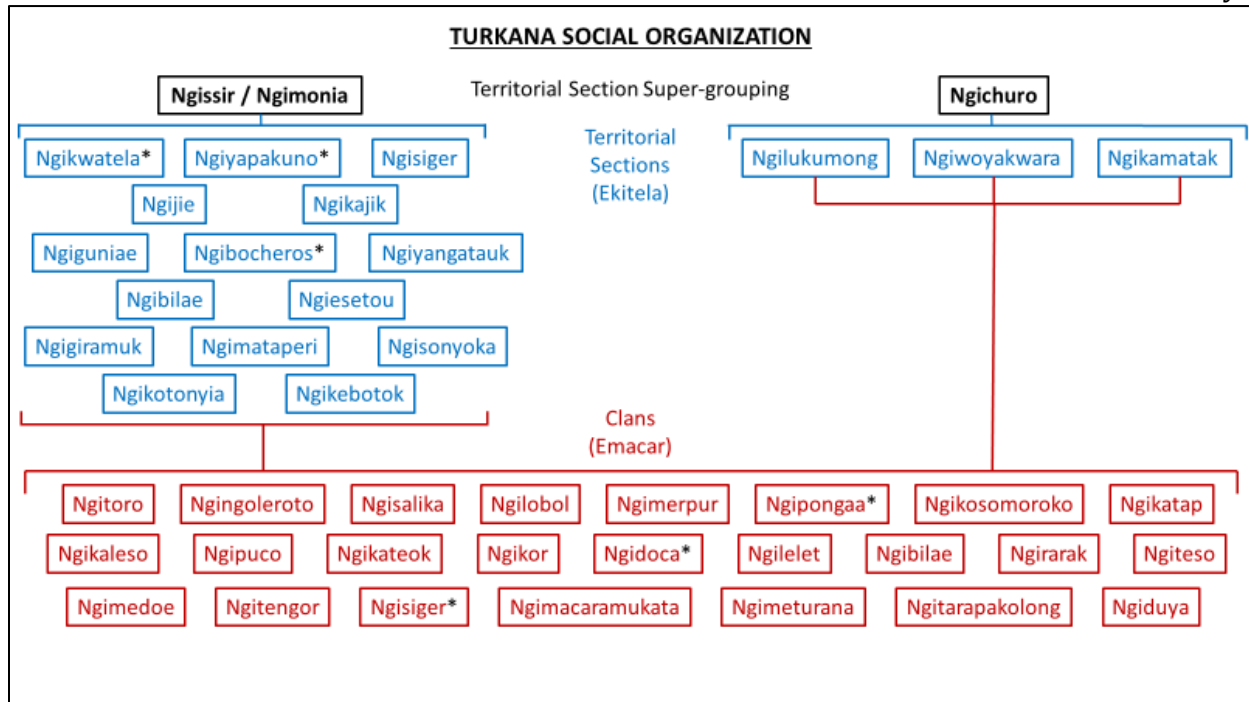 TURKANA SOCIAL ORGANIZATION
Ngissir / Ngimonia
Territorial Section Super-grouping
Ngichuro
Territorial
Sections
(Ekitela)
Ngikwatela* Ngiyapakuno* Ngisiger
Ngijie Ngikajik
Ngiguniae Ngibocheros* Ngiyangatauk
Ngibilae Ngiesetou
Ngigiramuk Ngimataperi Ngisonyoka
Ngikotonyia Ngikebotok
Ngilukumong Ngiwoyakwara Ngikamatak
Clans
(Emacar)
Ngitoro Ngingoleroto Ngisalika Ngilobol Ngimerpur Ngipongaa* Ngikosomoroko Ngikatap
Ngikaleso Ngipuco Ngikateok Ngikor Ngidoca* Ngilelet Ngibilae Ngirarak Ngiteso
Ngimedoe Ngitengor Ngisiger* Ngimacaramukata Ngimeturana Ngitarapakolong Ngiduya